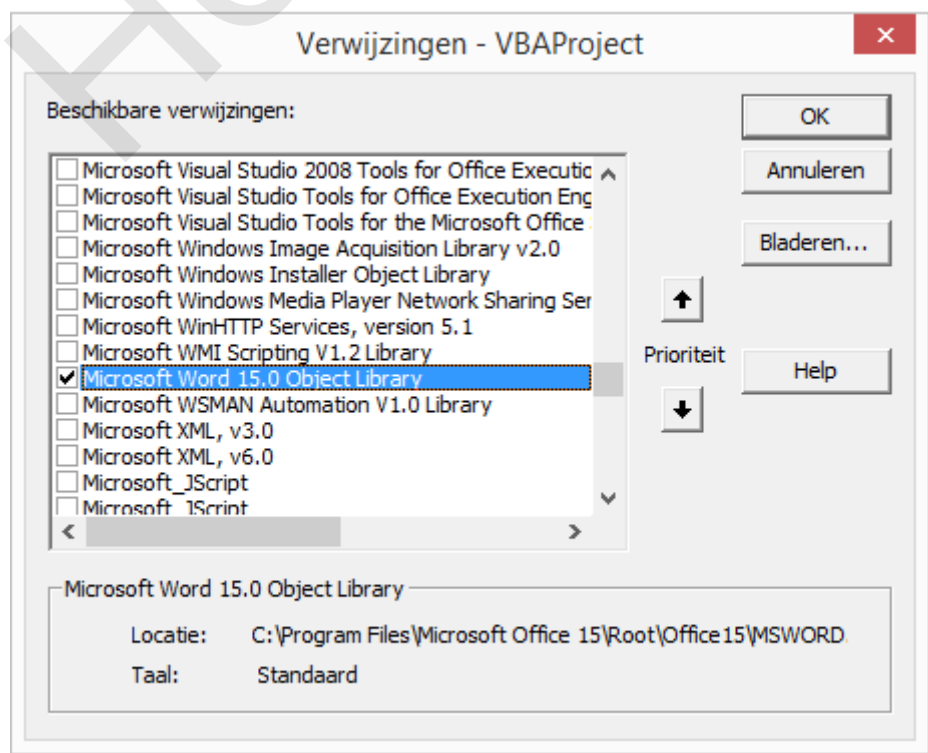 Verwijzingen - VBAProject
Beschikbare verwijzingen:
OK
Annuleren
Bladeren...
Microsoft Visual Studio 2008 Tools for Office Executic
Microsoft Visual Studio Tools for Office Execution Eng
Microsoft Visual Studio Tools for the Microsoft Office
Microsoft Windows Image Acquisition Library v2.0
Microsoft Windows Installer Object Library
Microsoft Windows Media Player Network Sharing Ser
Microsoft WinHTTP Services, version 5.1
Microsoft WMI Scripting V1.2 Library
Microsoft Word 15.0 Object Library
Microsoft WSMAN Automation V1.0 Library
Microsoft XML, v3.0
Microsoft XML, v6.0
Microsoft_JScript
Microsoft_JScript
Prioriteit
Help
Microsoft Word 15.0 Object Library
Locatie: C:\Program Files\Microsoft Office 15\Root\Office15\MSWORD.
Taal: Standaard